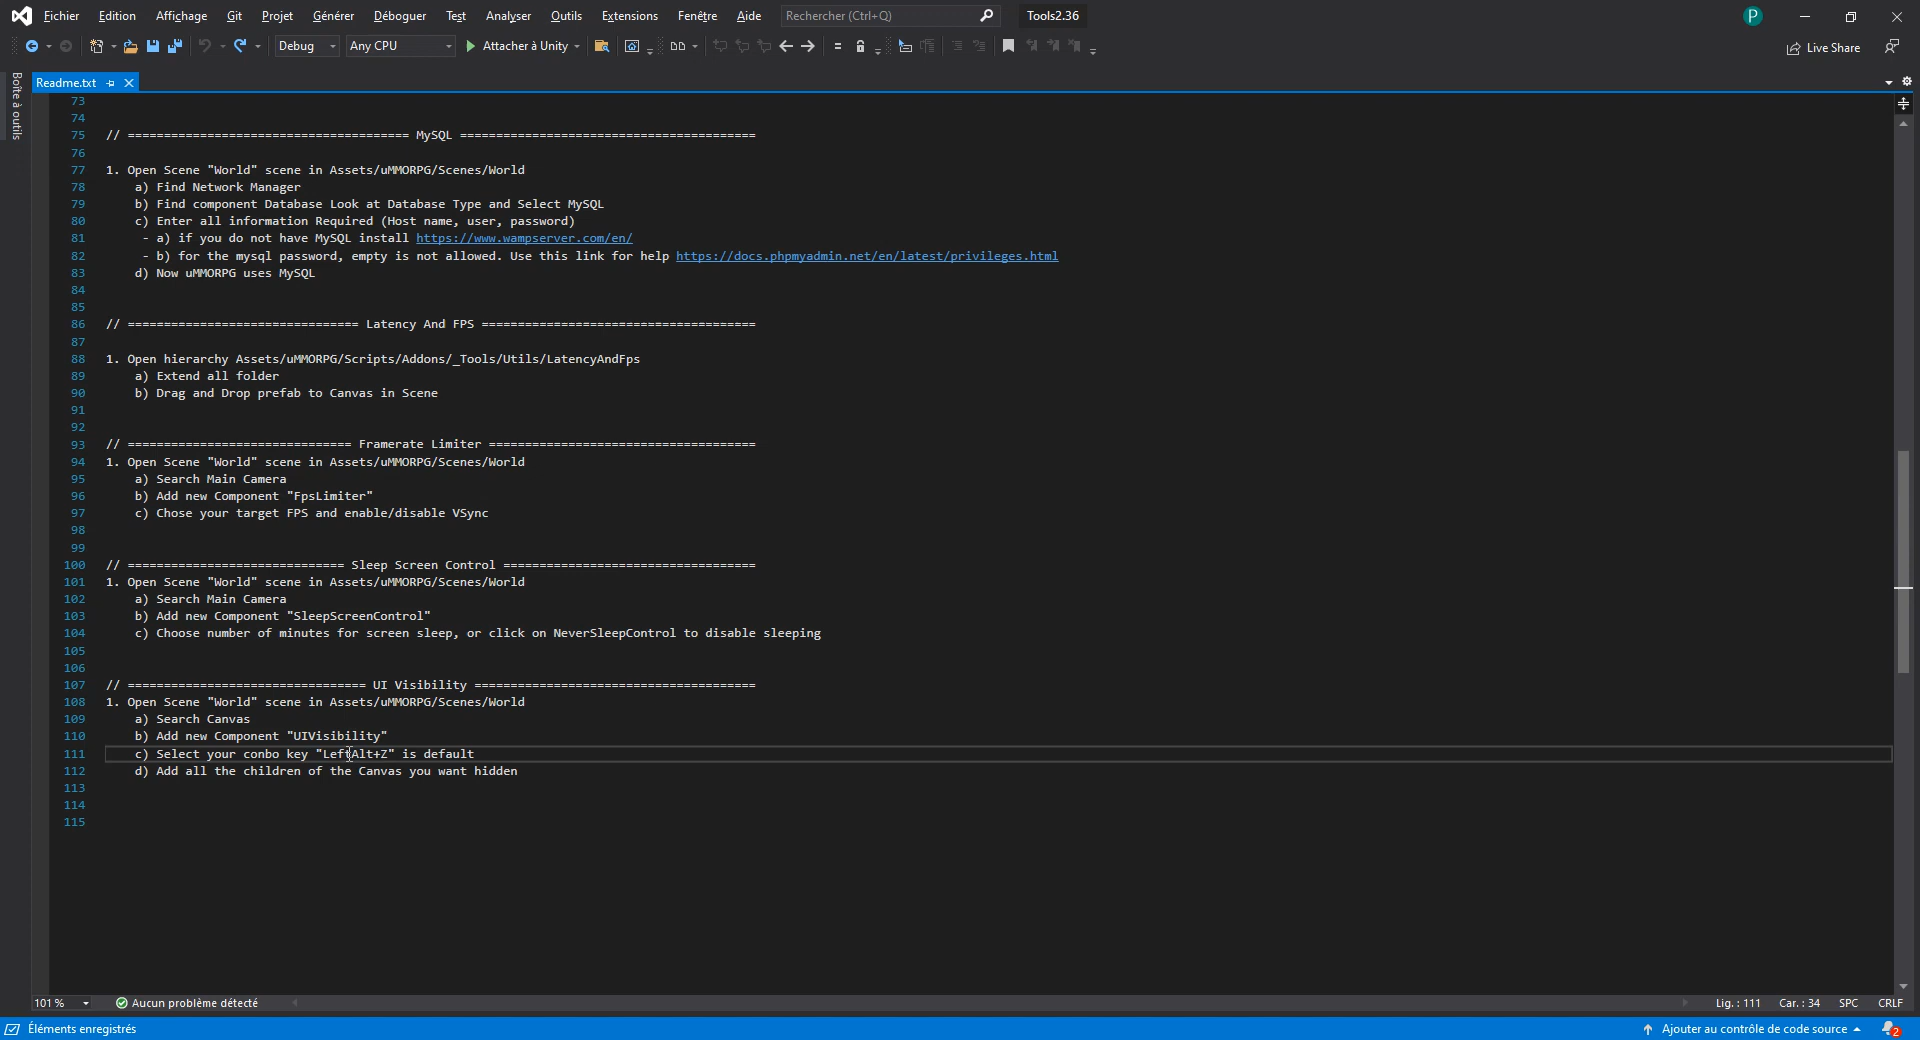 Fichier Edition Affichage Git Projet Générer Déboguer Test Analyser Outils Extensions Fenêtre Aide Rechercher (Ctrl+Q) Tools2.36 P
Debug Any CPU Attacher à Unity Live Share
Boîte à outils
Readme.txt
73
74
75 // ======================================= MySQL =========================================
76
77 1. Open Scene "World" scene in Assets/uMMORPG/Scenes/World
78 a) Find Network Manager
79 b) Find component Database Look at Database Type and Select MySQL
80 c) Enter all information Required (Host name, user, password)
81 - a) if you do not have MySQL install https://www.wampserver.com/en/
82 - b) for the mysql password, empty is not allowed. Use this link for help https://docs.phpmyadmin.net/en/latest/privileges.html
83 d) Now uMMORPG uses MySQL
84
85
86 // ================================ Latency And FPS ======================================
87
88 1. Open hierarchy Assets/uMMORPG/Scripts/Addons/_Tools/Utils/LatencyAndFps
89 a) Extend all folder
90 b) Drag and Drop prefab to Canvas in Scene
91
92
93 // =============================== Framerate Limiter =====================================
94 1. Open Scene "World" scene in Assets/uMMORPG/Scenes/World
95 a) Search Main Camera
96 b) Add new Component "FpsLimiter"
97 c) Chose your target FPS and enable/disable VSync
98
99
100 // ============================== Sleep Screen Control ===================================
101 1. Open Scene "World" scene in Assets/uMMORPG/Scenes/World
102 a) Search Main Camera
103 b) Add new Component "SleepScreenControl"
104 c) Choose number of minutes for screen sleep, or click on NeverSleepControl to disable sleeping
105
106
107 // ================================= UI Visibility =======================================
108 1. Open Scene "World" scene in Assets/uMMORPG/Scenes/World
109 a) Search Canvas
110 b) Add new Component "UIVisibility"
111 c) Select your conbo key "LeftAlt+Z" is default
112 d) Add all the children of the Canvas you want hidden
113
114
115
101 % Aucun problème détecté Lig. : 111 Car. : 34 SPC CRLF
Éléments enregistrés Ajouter au contrôle de code source 2